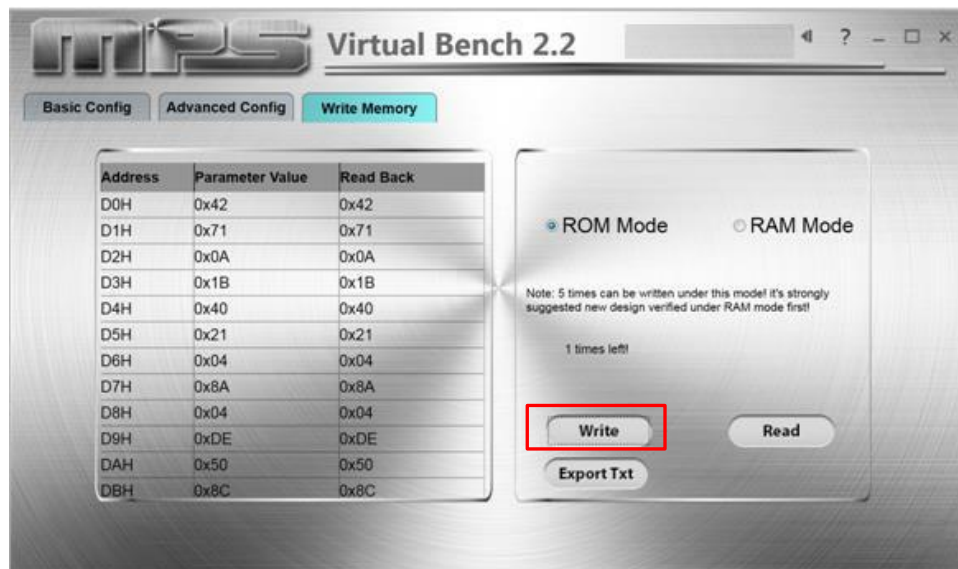 MPS Virtual Bench 2.2 ?
Basic Config Advanced Config Write Memory
Address Parameter Value Read Back
D0H 0x42 0x42
D1H 0x71 0x71
D2H 0x0A 0x0A
D3H 0x1B 0x1B
D4H 0x40 0x40
D5H 0x21 0x21
D6H 0x04 0x04
D7H 0x8A 0x8A
D8H 0x04 0x04
D9H 0xDE 0xDE
DAH 0x50 0x50
DBH 0x8C 0x8C
ROM Mode RAM Mode
Note: 5 times can be written under this mode! it's strongly
suggested new design verified under RAM mode first!
1 times left!
Write Read
Export Txt